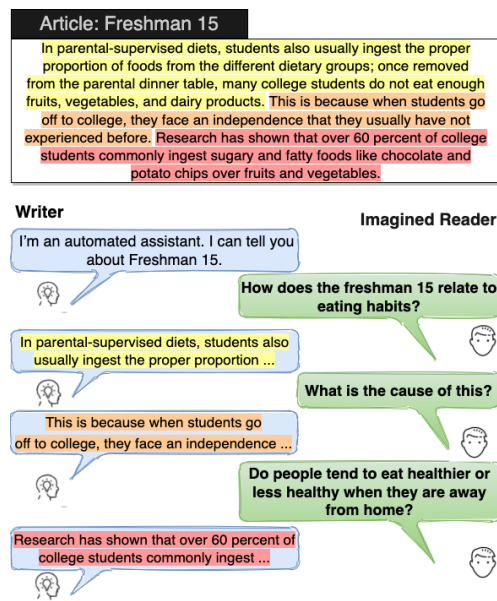 Article: Freshman 15
In parental-supervised diets, students also usually ingest the proper
proportion of foods from the different dietary groups; once removed
from the parental dinner table, many college students do not eat enough
fruits, vegetables, and dairy products. This is because when students go
off to college, they face an independence that they usually have not
experienced before. Research has shown that over 60 percent of college
students commonly ingest sugary and fatty foods like chocolate and
potato chips over fruits and vegetables.
Writer
Imagined Reader
I'm an automated assistant. I can tell you
about Freshman 15.
How does the freshman 15 relate to
eating habits?
In parental-supervised diets, students also
usually ingest the proper proportion ...
What is the cause of this?
This is because when students go
off to college, they face an independence ...
Do people tend to eat healthier or
less healthy when they are away
from home?
Research has shown that over 60 percent of
college students commonly ingest ...